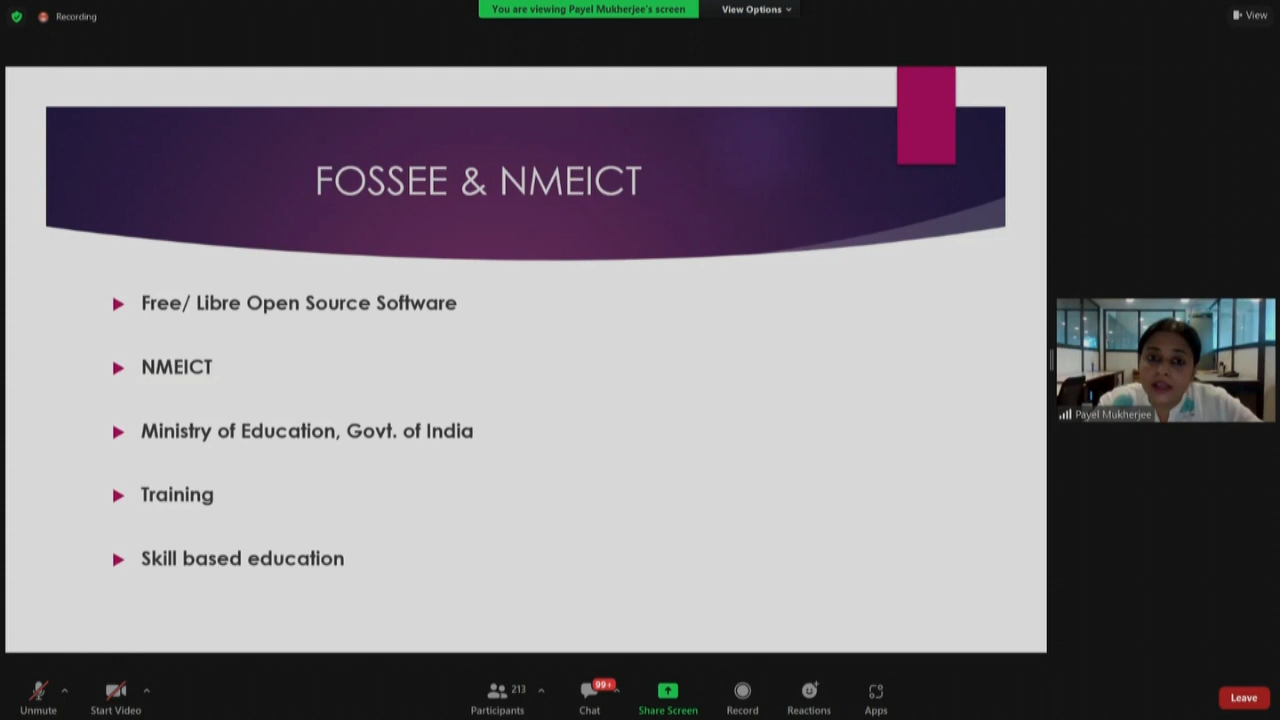 Recording
You are viewing Payel Mukherjee's screen
View Options
View
FOSSEE & NMEICT
Free/ Libre Open Source Software
NMEICT
Ministry of Education, Govt. of India
Training
Skill based education
Payel Mukherjee
Unmute
Start Video
213
Participants
99+
Chat
Share Screen
Record
Reactions
Apps
Leave